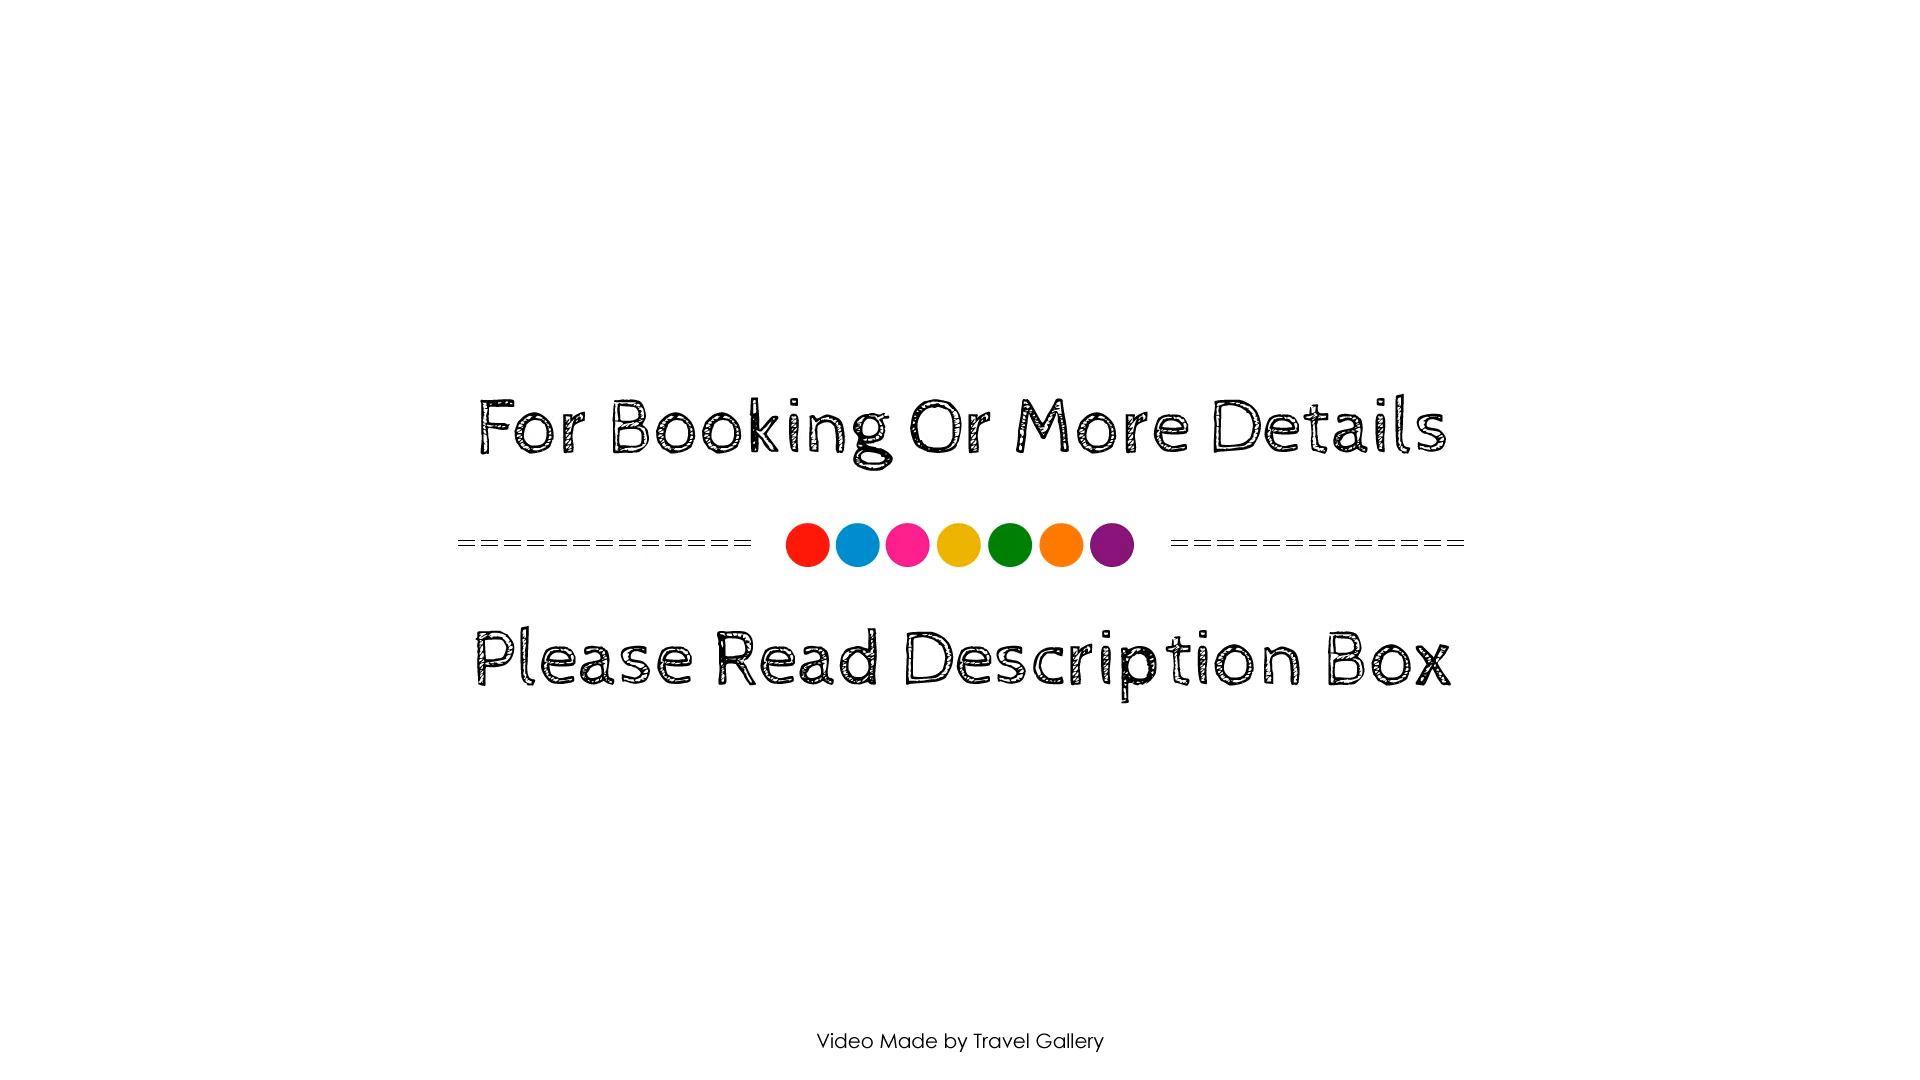 For Booking Or More Details
============= =============
Please Read Description Box
Video Made by Travel Gallery